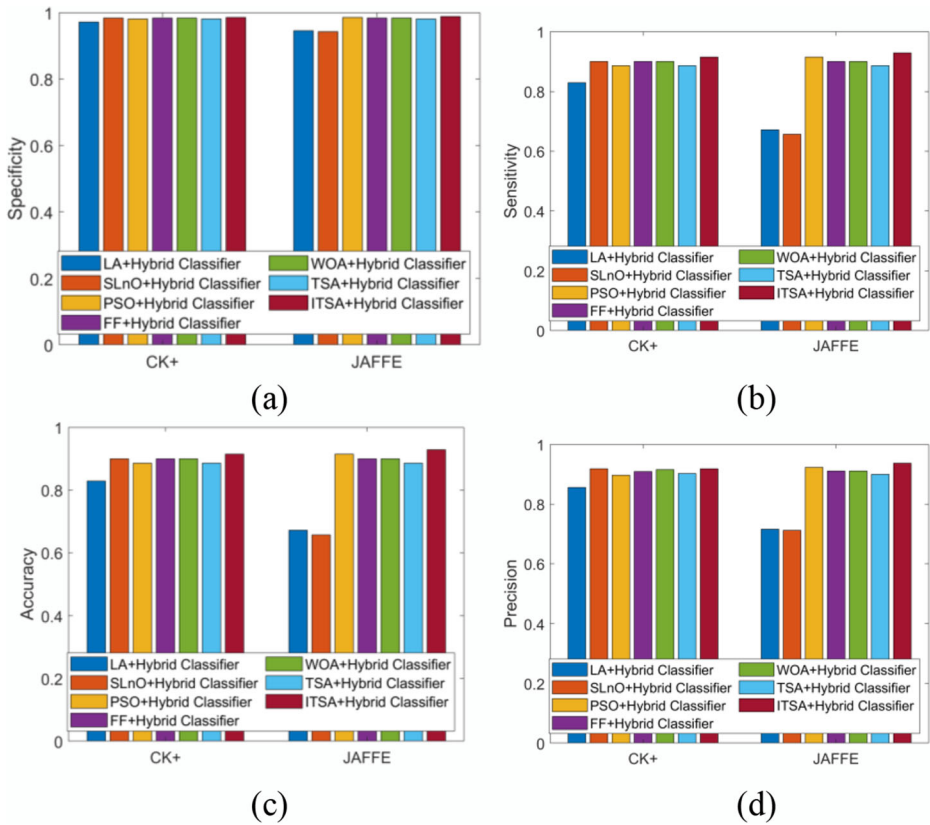 1
0.8
0.6
0.4
0.2
0
Specificity
LA+Hybrid Classifier WOA+Hybrid Classifier
SLnO+Hybrid Classifier TSA+Hybrid Classifier
PSO+Hybrid Classifier ITSA+Hybrid Classifier
FF+Hybrid Classifier
CK+ JAFFE
(a)
1
0.8
0.6
0.4
0.2
0
Sensitivity
LA+Hybrid Classifier WOA+Hybrid Classifier
SLnO+Hybrid Classifier TSA+Hybrid Classifier
PSO+Hybrid Classifier ITSA+Hybrid Classifier
FF+Hybrid Classifier
CK+ JAFFE
(b)
1
0.8
0.6
0.4
0.2
0
Accuracy
LA+Hybrid Classifier WOA+Hybrid Classifier
SLnO+Hybrid Classifier TSA+Hybrid Classifier
PSO+Hybrid Classifier ITSA+Hybrid Classifier
FF+Hybrid Classifier
CK+ JAFFE
(c)
1
0.8
0.6
0.4
0.2
0
Precision
LA+Hybrid Classifier WOA+Hybrid Classifier
SLnO+Hybrid Classifier TSA+Hybrid Classifier
PSO+Hybrid Classifier ITSA+Hybrid Classifier
FF+Hybrid Classifier
CK+ JAFFE
(d)